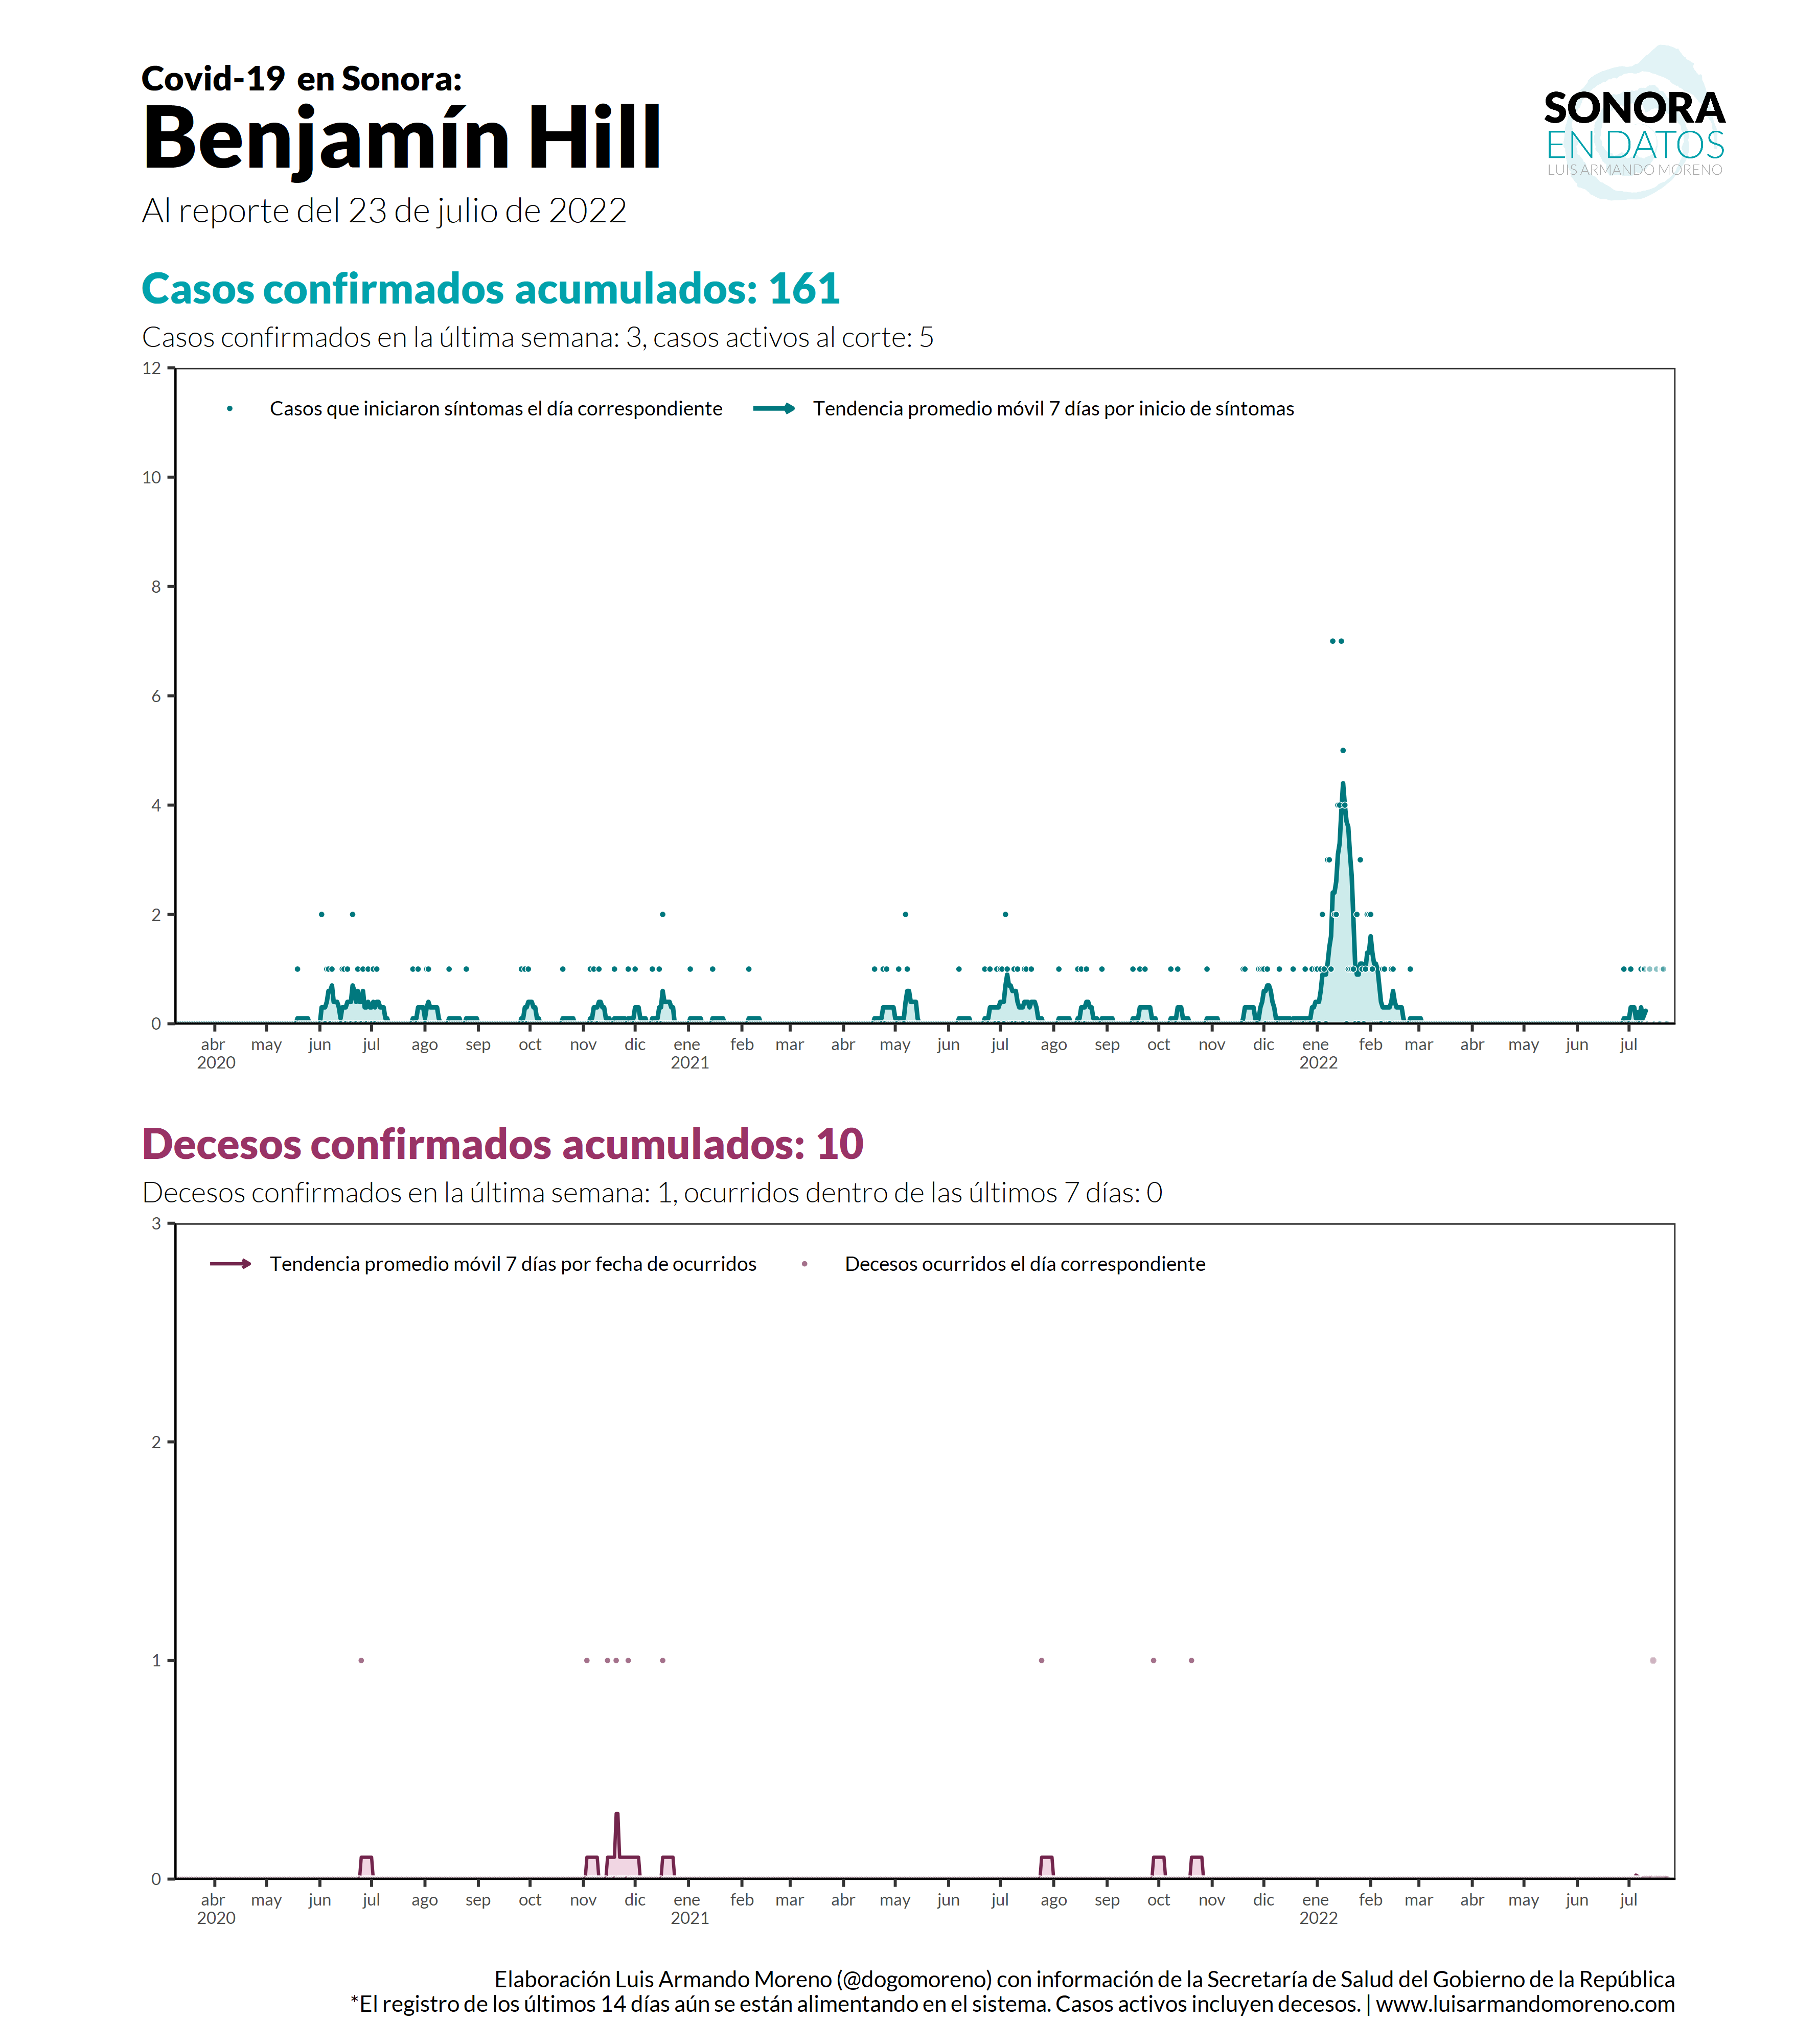 Covid-19 en Sonora:
Benjamín Hill
Al reporte del 23 de julio de 2022
SONORA
EN DATOS
LUIS ARMANDO MORENO
Casos confirmados acumulados: 161
Casos confirmados en la última semana: 3, casos activos al corte: 5
12
Casos que iniciaron síntomas el día correspondiente Tendencia promedio móvil 7 días por inicio de síntomas
10
8
6
4
2
0
abr may jun jul ago sep oct nov dic ene feb mar abr may jun jul ago sep oct nov dic ene feb mar abr may jun jul
2020 2021 2022
Decesos confirmados acumulados: 10
Decesos confirmados en la última semana: 1, ocurridos dentro de las últimos 7 días: 0
3
Tendencia promedio móvil 7 días por fecha de ocurridos Decesos ocurridos el día correspondiente
2
1
0
abr may jun jul ago sep oct nov dic ene feb mar abr may jun jul ago sep oct nov dic ene feb mar abr may jun jul
2020 2021 2022
Elaboración Luis Armando Moreno (@dogomoreno) con información de la Secretaría de Salud del Gobierno de la República
*El registro de los últimos 14 días aún se están alimentando en el sistema. Casos activos incluyen decesos. | www.luisarmandomoreno.com